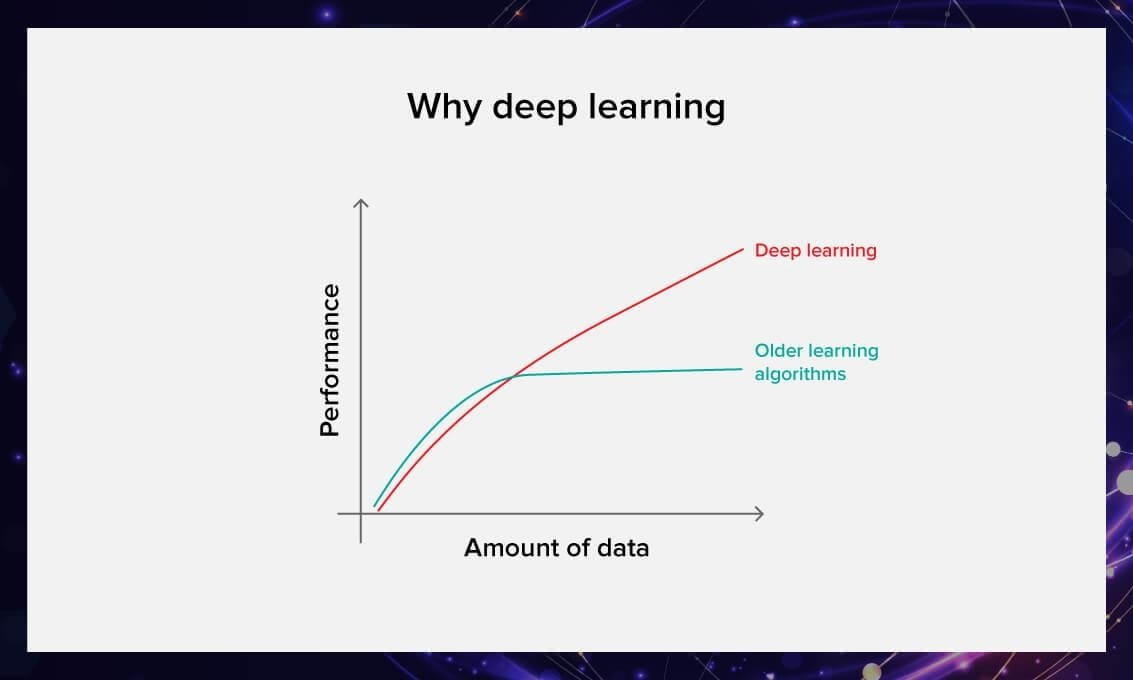 Why deep learning
Performance
Deep learning
Older learning
algorithms
Amount of data